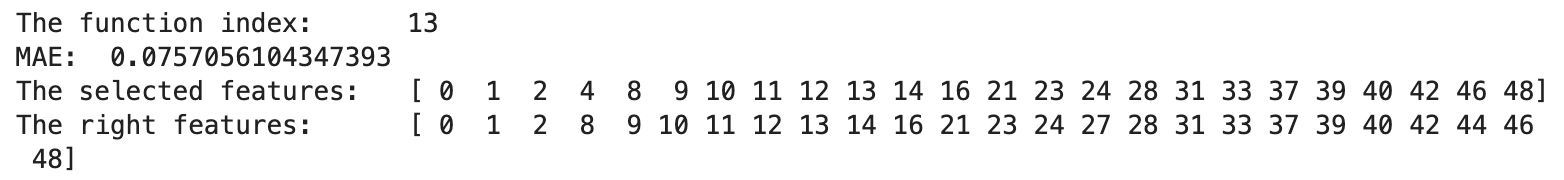 The function index:      13
MAE:  0.0757056104347393
The selected features:   [ 0  1  2  4  8  9 10 11 12 13 14 16 21 23 24 28 31 33 37 39 40 42 46 48]
The right features:      [ 0  1  2  8  9 10 11 12 13 14 16 21 23 24 27 28 31 33 37 39 40 42 44 46
 48]